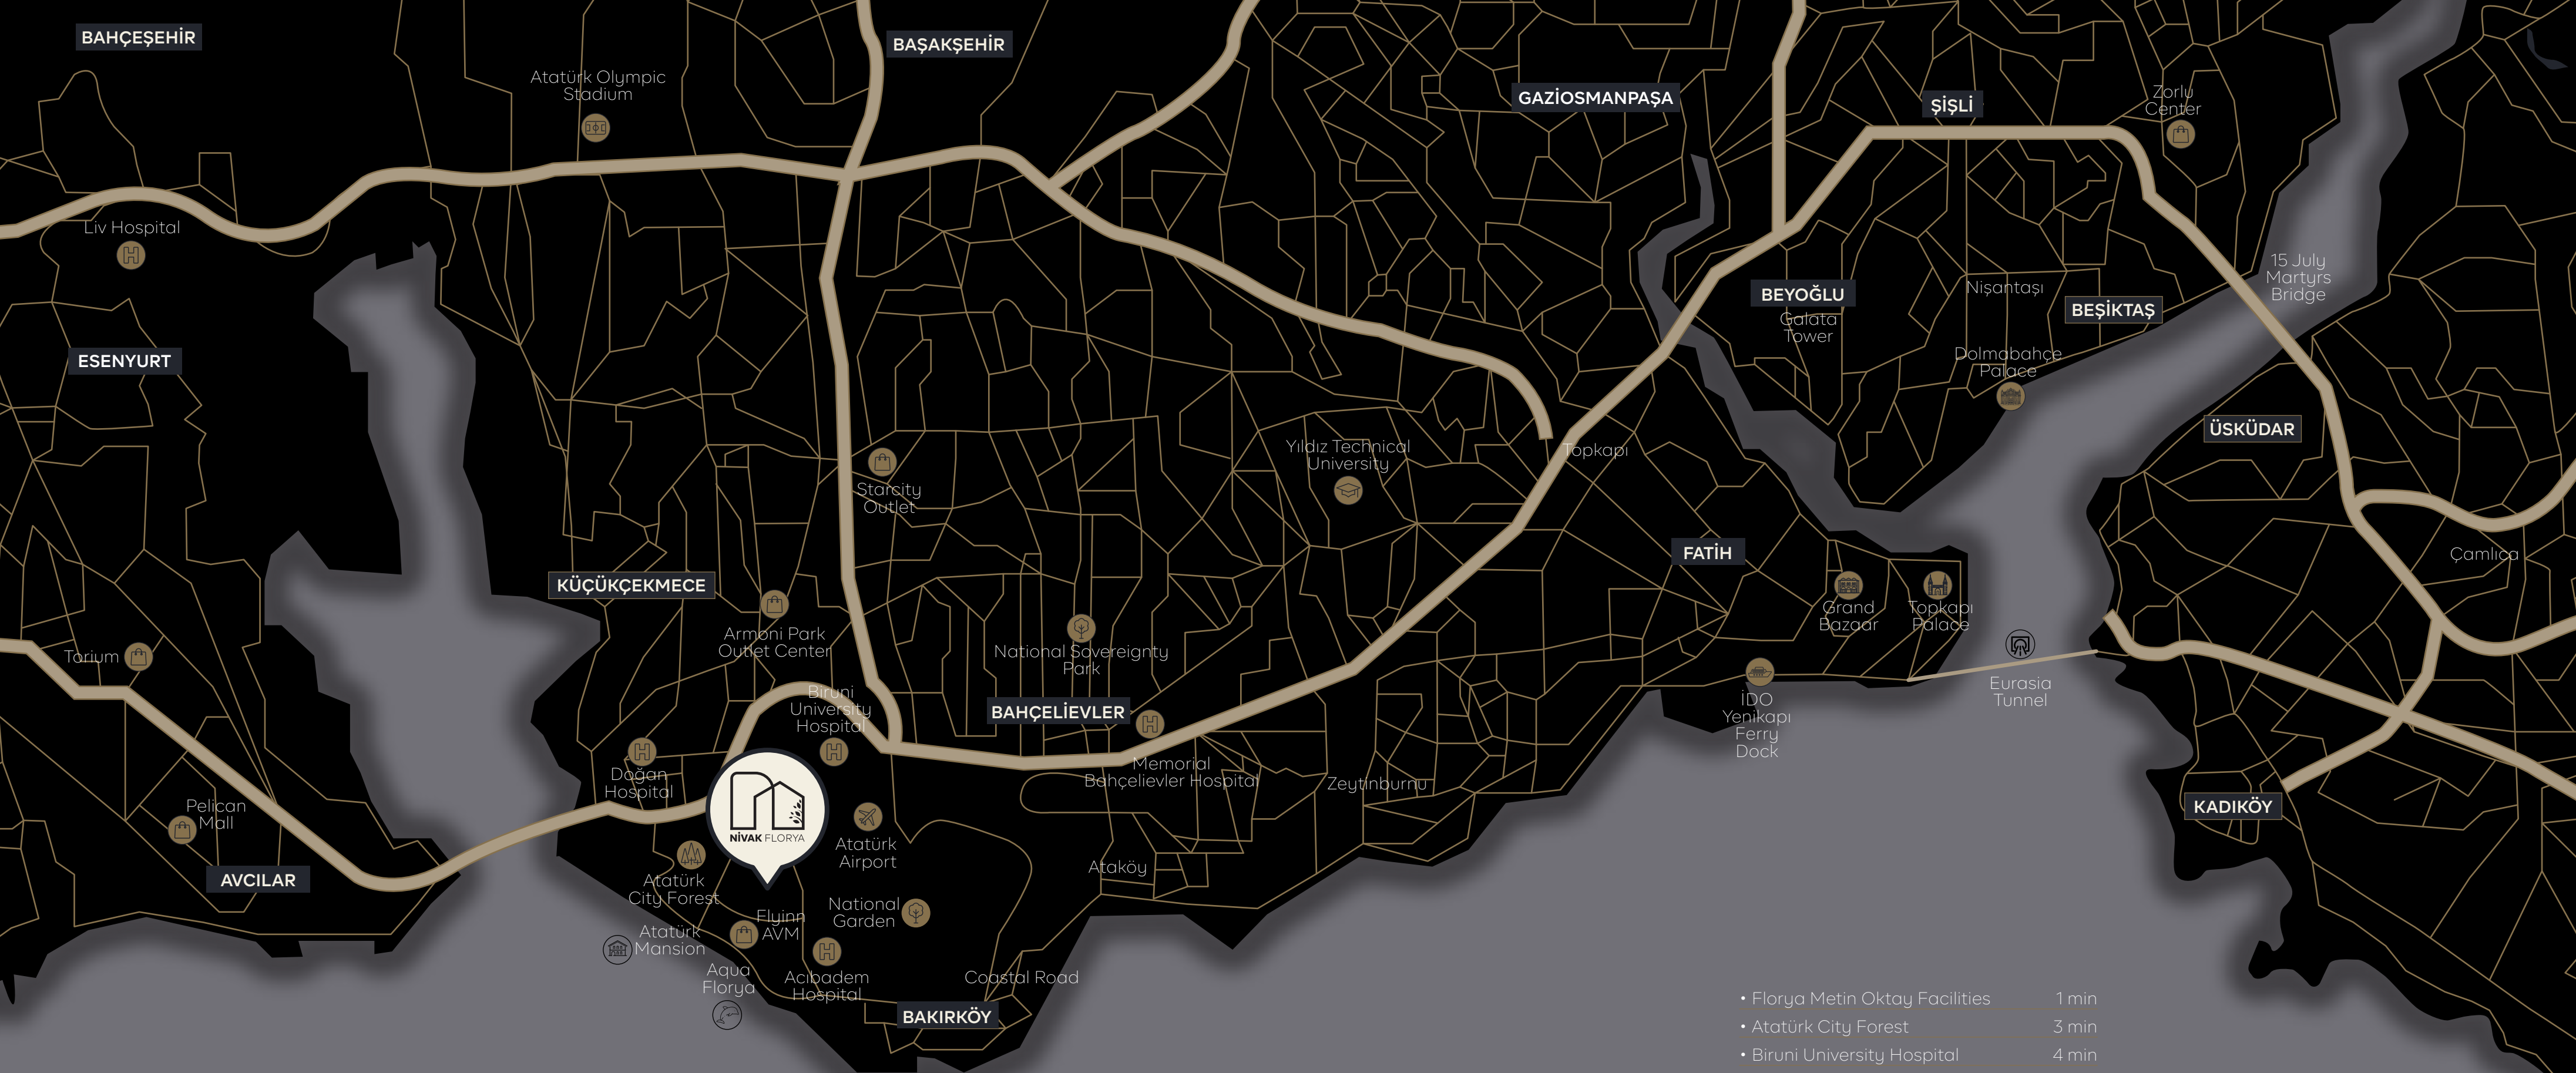 BAHÇEŞEHİR
BAŞAKŞEHİR
Atatürk Olympic
Stadium
GAZİOSMANPAŞA
ŞİŞLİ
Zorlu
Center
Liv Hospital
15 July
Martyrs
Bridge
BEYOĞLU
Galata
Tower
Nişantaşı
BEŞİKTAŞ
ESENYURT
Dolmabahçe
Palace
ÜSKÜDAR
Yıldız Technical
University
Topkapı
Starcity
Outlet
FATİH
Çamlıca
KÜÇÜKÇEKMECE
Armoni Park
Outlet Center
Grand
Bazaar
Topkapı
Palace
National Sovereignty
Park
Torium
Eurasia
Tunnel
Biruni
University
Hospital
BAHÇELİEVLER
İDO
Yenikapı
Ferry
Dock
Doğan
Hospital
Memorial
Bahçelievler Hospital
Zeytinburnu
Pelican
Mall
KADIKÖY
NİVAK FLORYA
Atatürk
Airport
Ataköy
AVCILAR
Atatürk
City Forest
National
Garden
Flyinn
AVM
Atatürk
Mansion
Aqua
Florya
Acıbadem
Hospital
Coastal Road
BAKIRKÖY
• Florya Metin Oktay Facilities 1 min
• Atatürk City Forest 3 min
• Biruni University Hospital 4 min